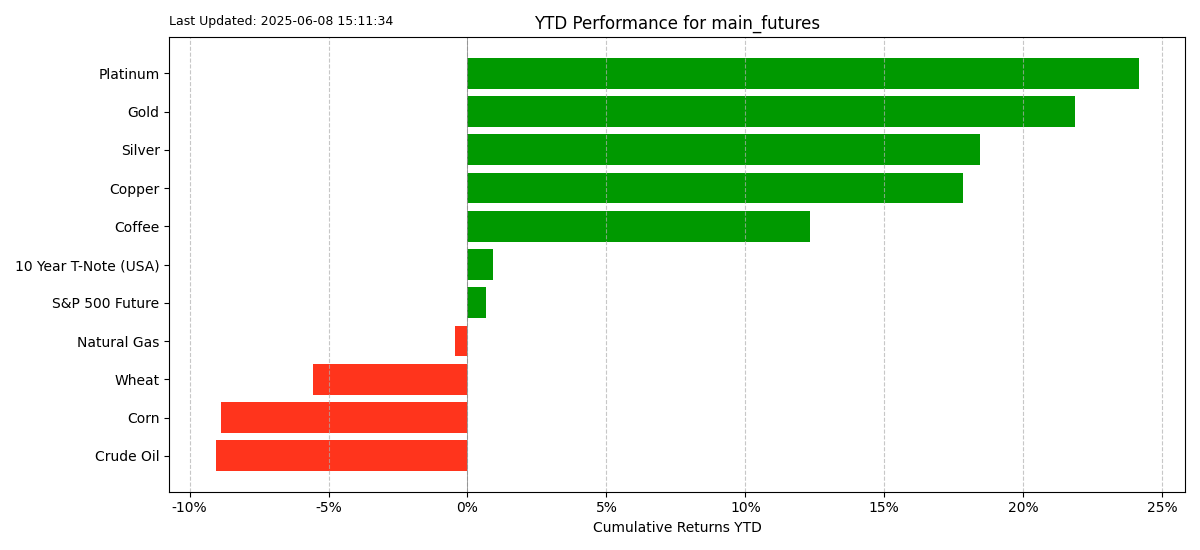 Last Updated: 2025-06-08 15:11:34
YTD Performance for main_futures
Platinum
Gold
Silver
Copper
Coffee
10 Year T-Note (USA)
S&P 500 Future
Natural Gas
Wheat
Corn
Crude Oil
-10% -5% 0% 5% 10% 15% 20% 25%
Cumulative Returns YTD